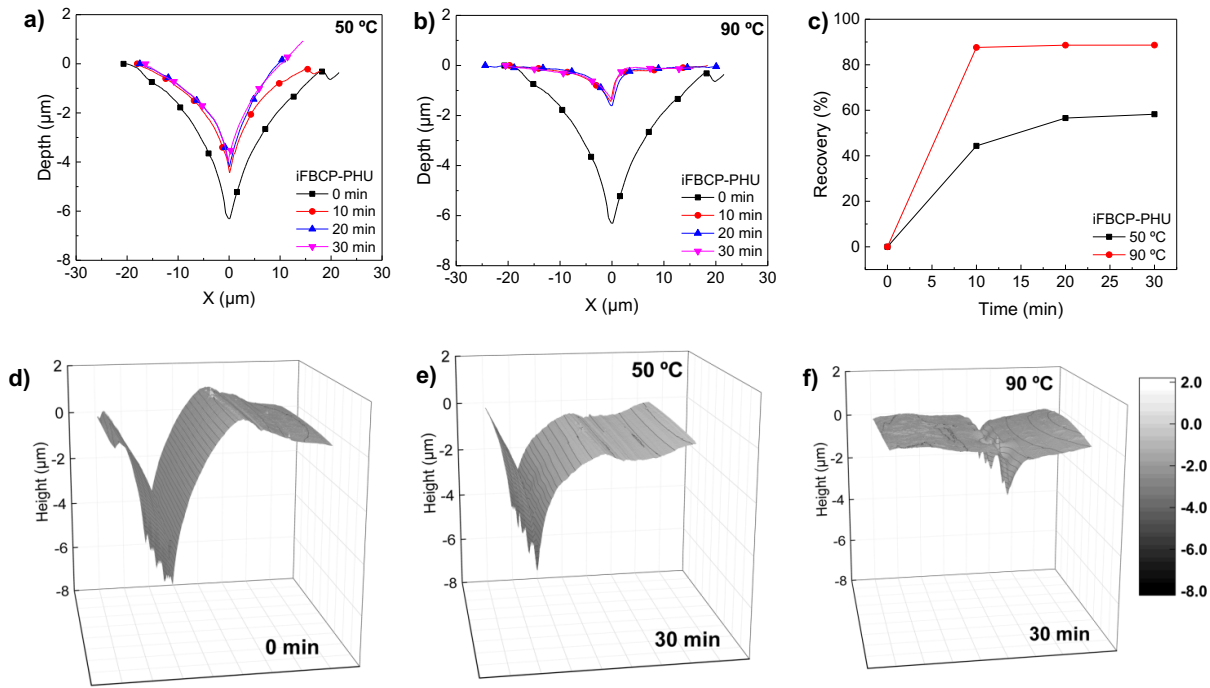 a)
50 ºC
2
0
-2
-4
-6
-8
Depth (µm)
iFBCP-PHU
0 min
10 min
20 min
30 min
-30 -20 -10 0 10 20 30
X (µm)
b)
90 ºC
2
0
-2
-4
-6
-8
Depth (µm)
iFBCP-PHU
0 min
10 min
20 min
30 min
-30 -20 -10 0 10 20 30
X (µm)
c)
100
80
60
40
20
0
Recovery (%)
iFBCP-PHU
50 ºC
90 ºC
0 5 10 15 20 25 30
Time (min)
d)
2
0
-2
-4
-6
-8
Height (µm)
0 min
e)
50 ºC
2
0
-2
-4
-6
-8
Height (µm)
30 min
f)
90 ºC
2
0
-2
-4
-6
-8
Height (µm)
30 min
2.0
0.0
-2.0
-4.0
-6.0
-8.0